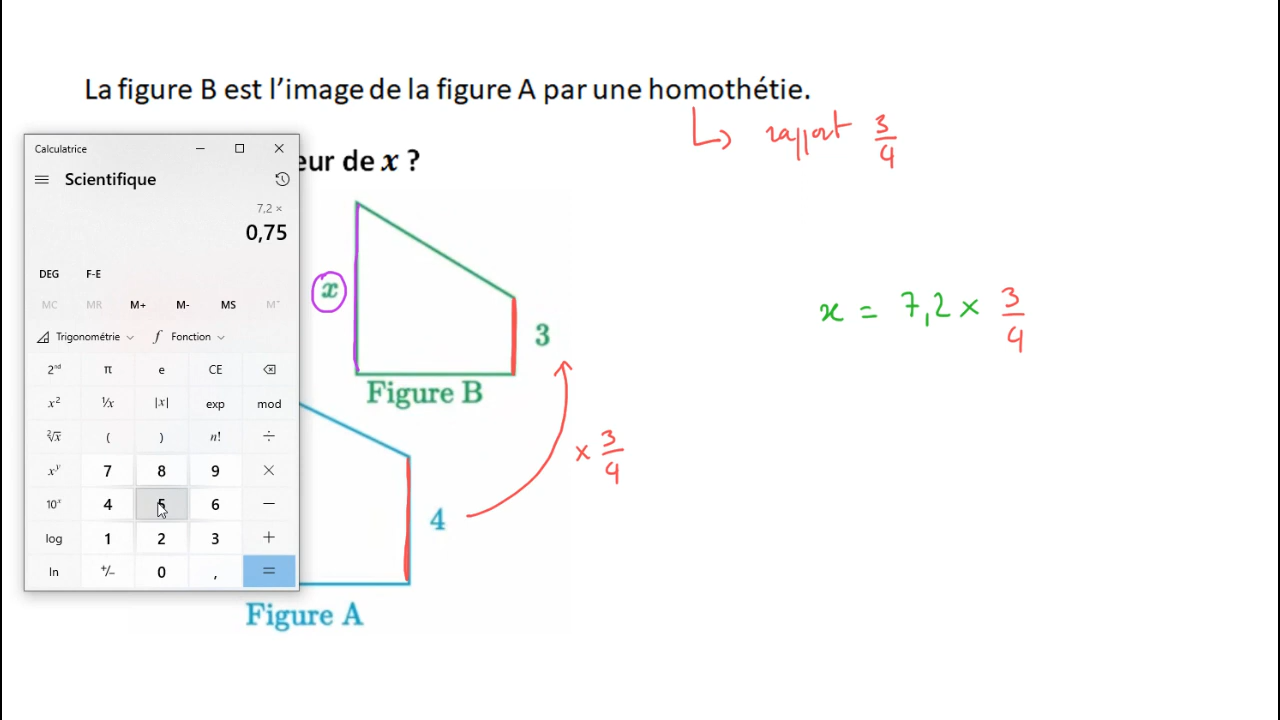 La figure B est l'image de la figure A par une homothétie.
↳ rapport 3/4
eur de x ?
Calculatrice
Scientifique
7,2 ×
0,75
DEG F-E
MC MR M+ M- MS M˅
Trigonométrie Fonction
2ⁿᵈ π e CE
x² ¹/x |x| exp mod
²√x ( ) n! ÷
xʸ 7 8 9 ×
10ˣ 4 5 6 −
log 1 2 3 +
ln +/− 0 , =
x
3
Figure B
x = 7,2 × 3/4
× 3/4
4
Figure A